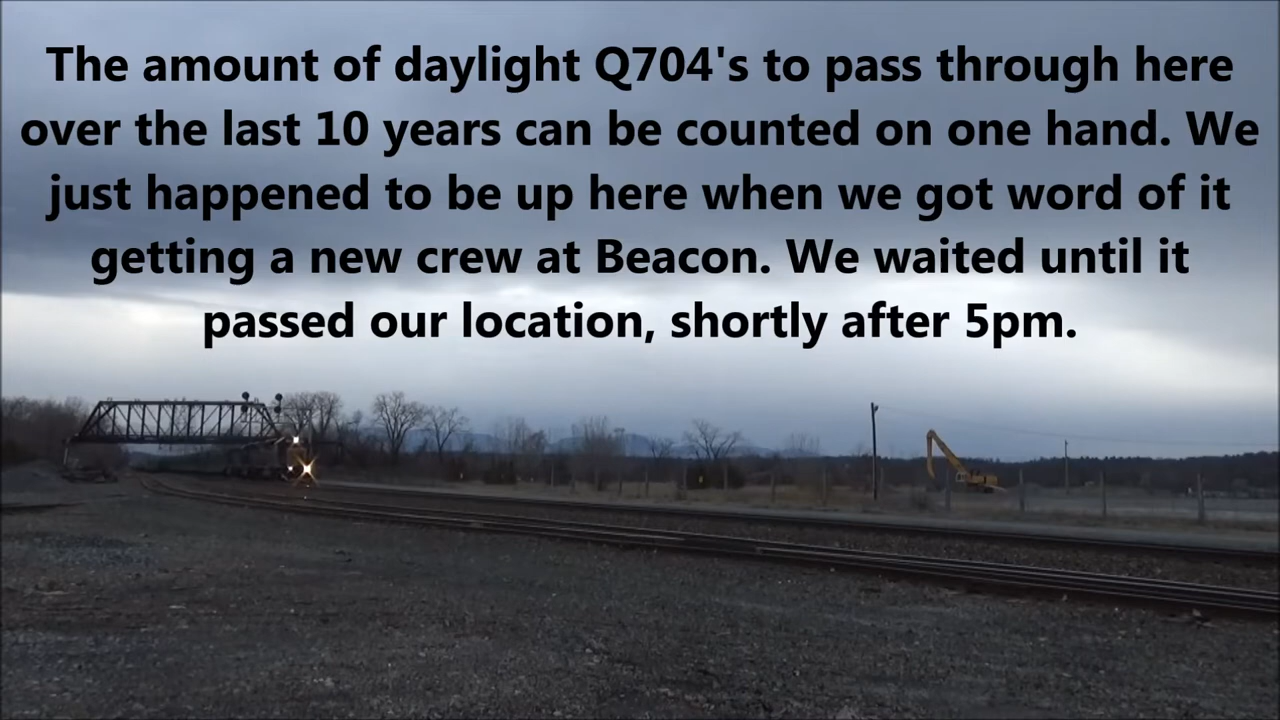 The amount of daylight Q704's to pass through here
over the last 10 years can be counted on one hand. We
just happened to be up here when we got word of it
getting a new crew at Beacon. We waited until it
passed our location, shortly after 5pm.